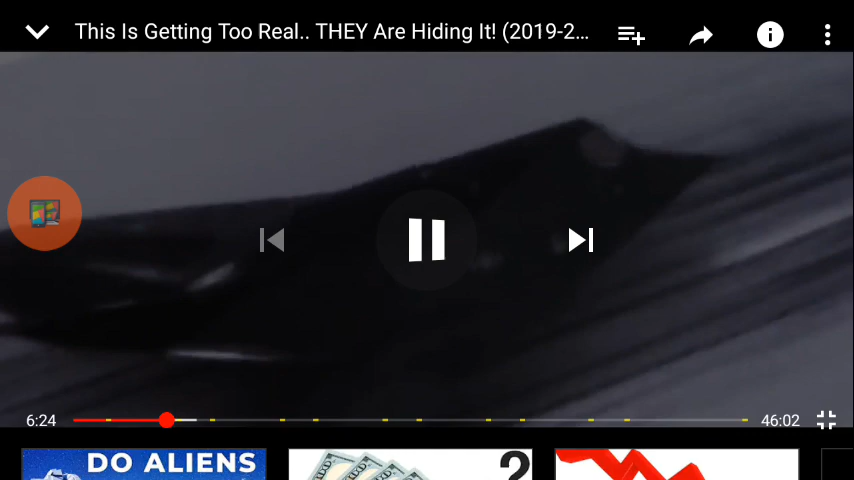 This Is Getting Too Real.. THEY Are Hiding It! (2019-2...
6:24
46:02
DO ALIENS
?